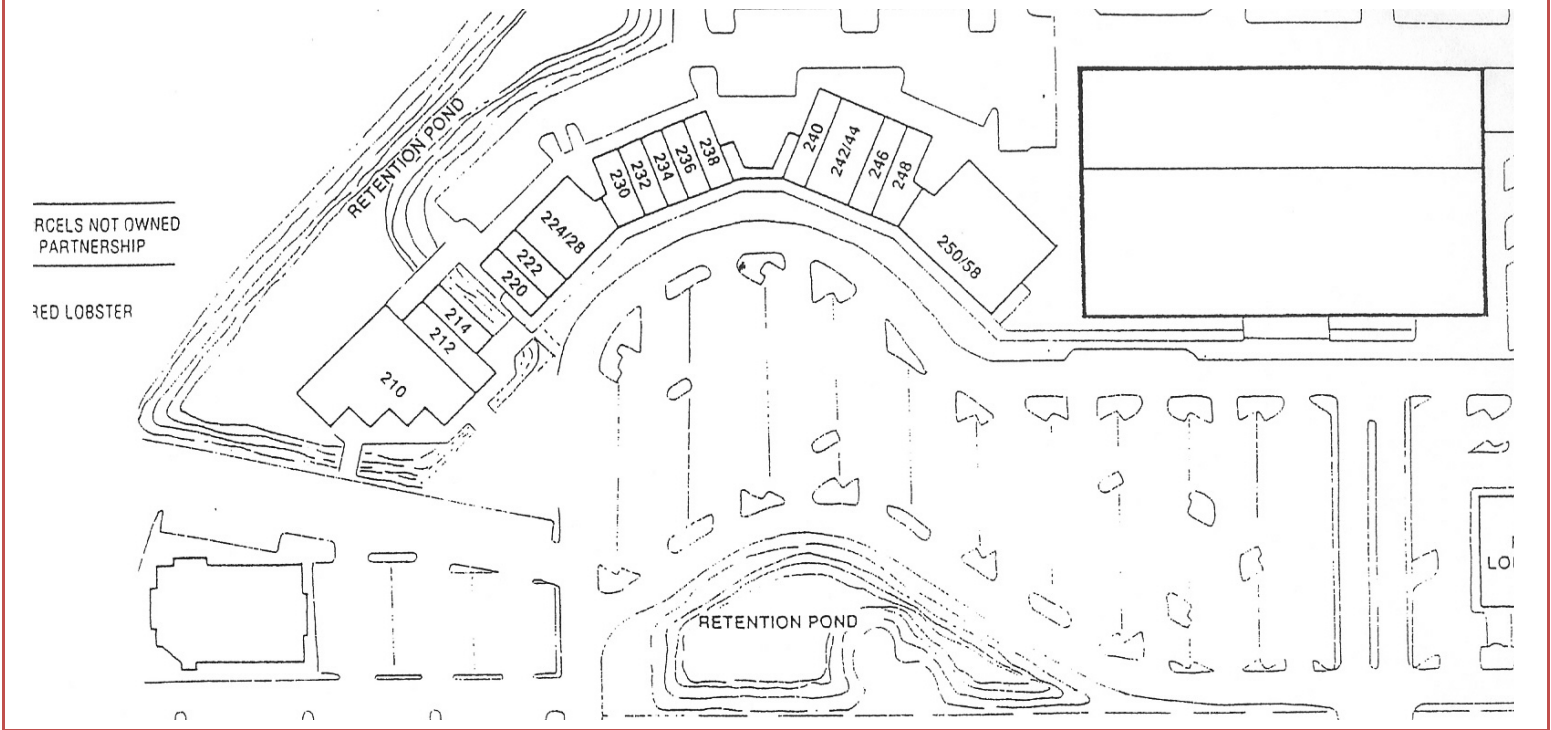 RETENTION POND
RCELS NOT OWNED
PARTNERSHIP
RED LOBSTER
210
212
214
220
222
224/28
230
232
234
236
238
240
242/44
246
248
250/58
RETENTION POND
LO